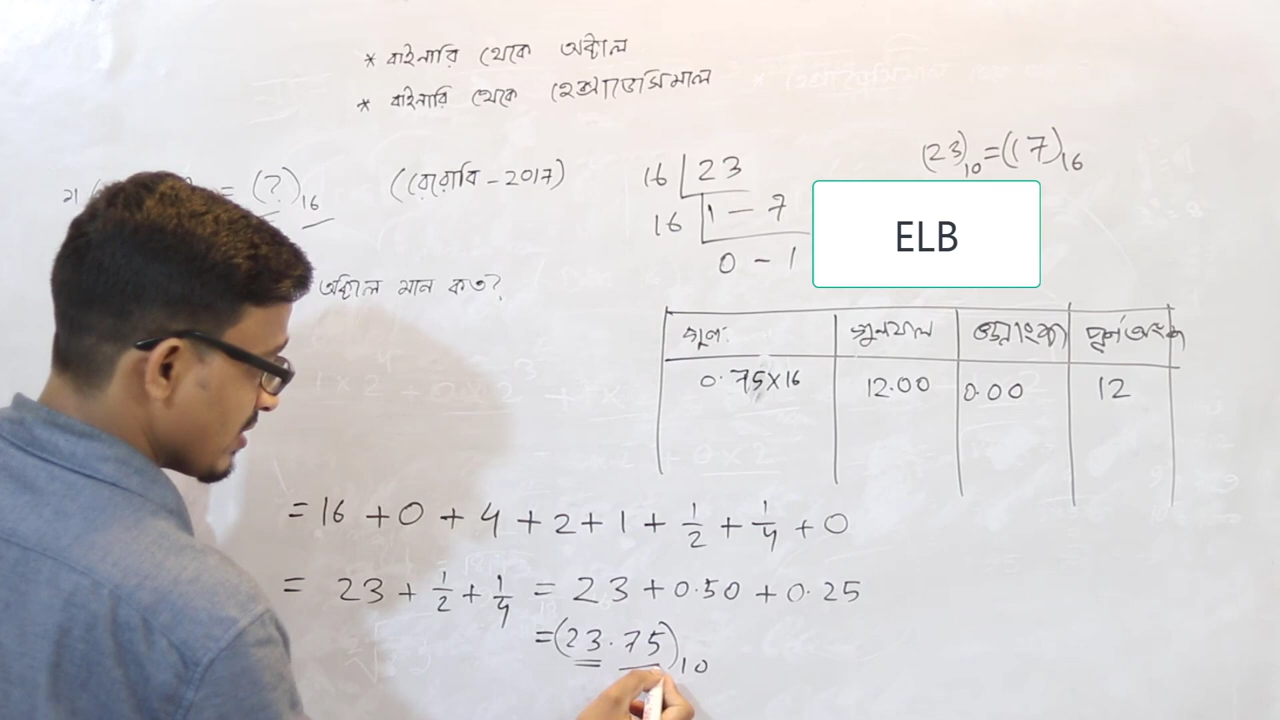 * বাইনারি থেকে অক্টাল
* বাইনারি থেকে হেক্সাডেসিমাল
= (?)₁₆ (বেরোবি - 2017)
অক্টাল মান কত?
16 | 23
16 | 1 - 7
0 - 1
(23)₁₀ = (17)₁₆
ELB
গুণ: গুনফল ভগ্নাংশ পূর্ণ অংশ
0.75×16 12.00 0.00 12
= 16 + 0 + 4 + 2 + 1 + 1/2 + 1/4 + 0
= 23 + 1/2 + 1/4 = 23 + 0.50 + 0.25
= (23.75)₁₀